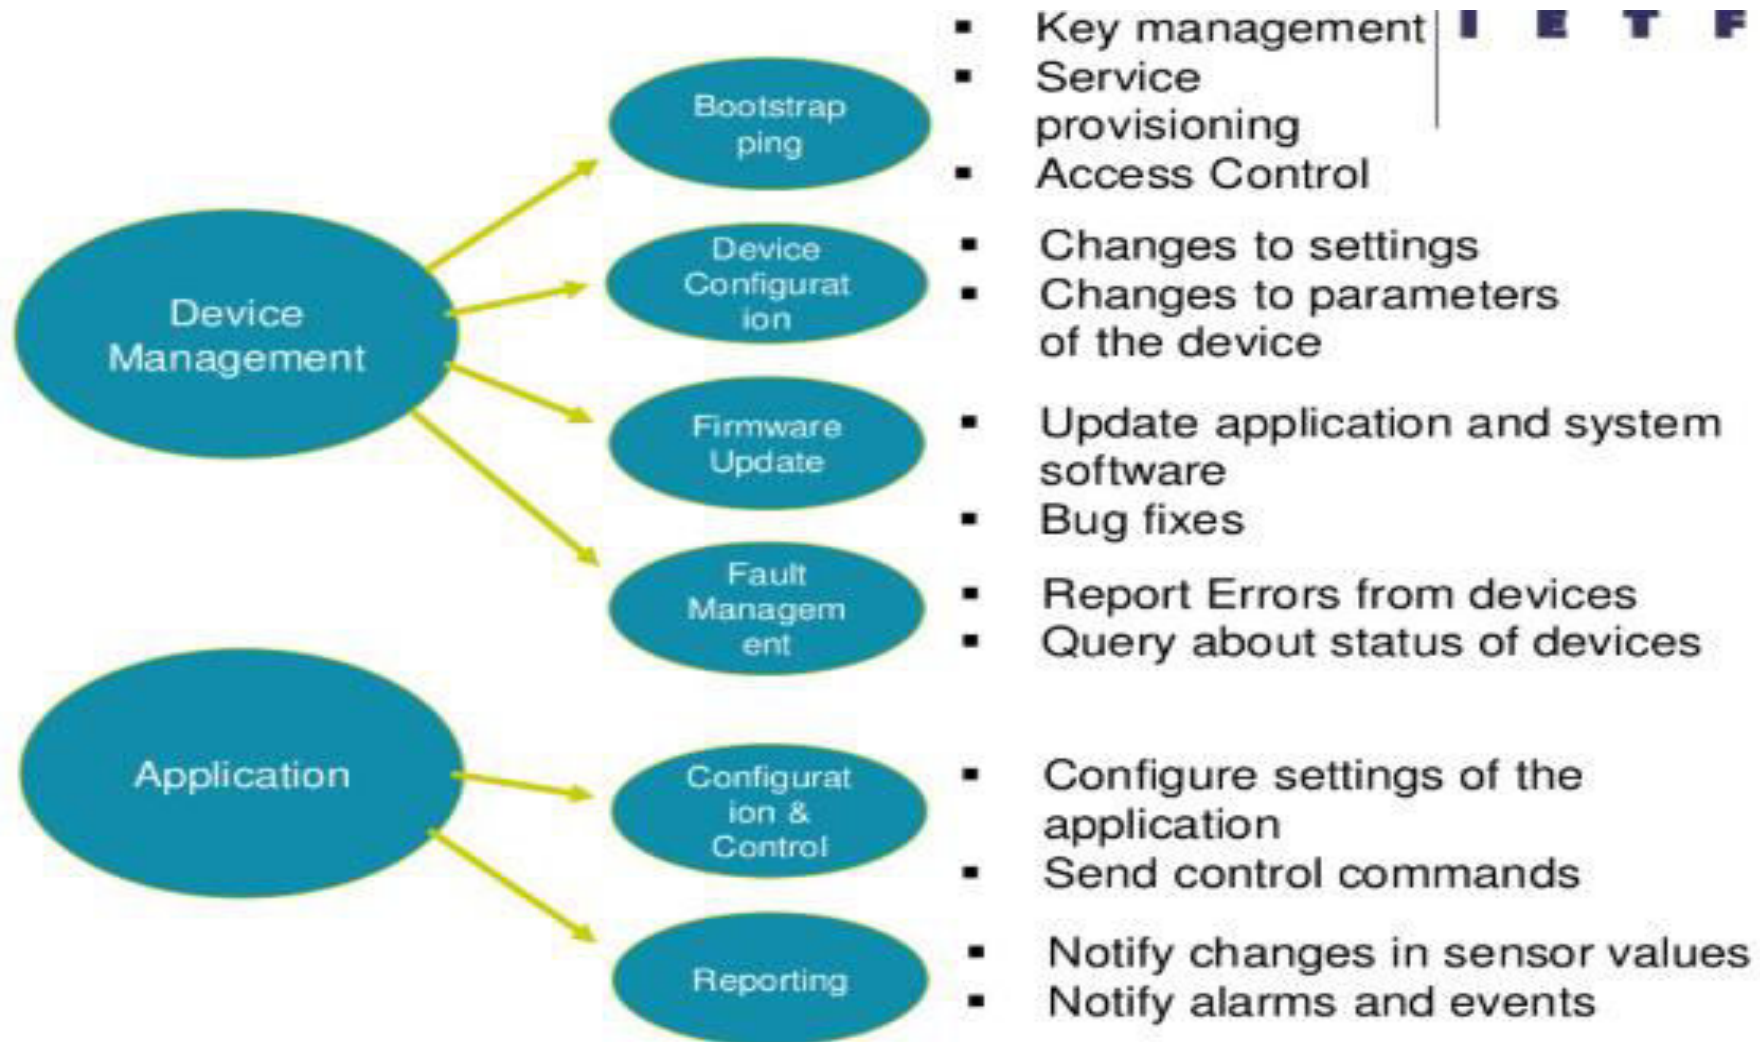 ▪ Key management
I E T F
▪ Service
provisioning
▪ Access Control
Bootstrap
ping
▪ Changes to settings
▪ Changes to parameters
of the device
Device
Configurat
ion
Device
Management
▪ Update application and system
software
▪ Bug fixes
Firmware
Update
▪ Report Errors from devices
▪ Query about status of devices
Fault
Managem
ent
Application
▪ Configure settings of the
application
▪ Send control commands
Configurat
ion &
Control
▪ Notify changes in sensor values
▪ Notify alarms and events
Reporting